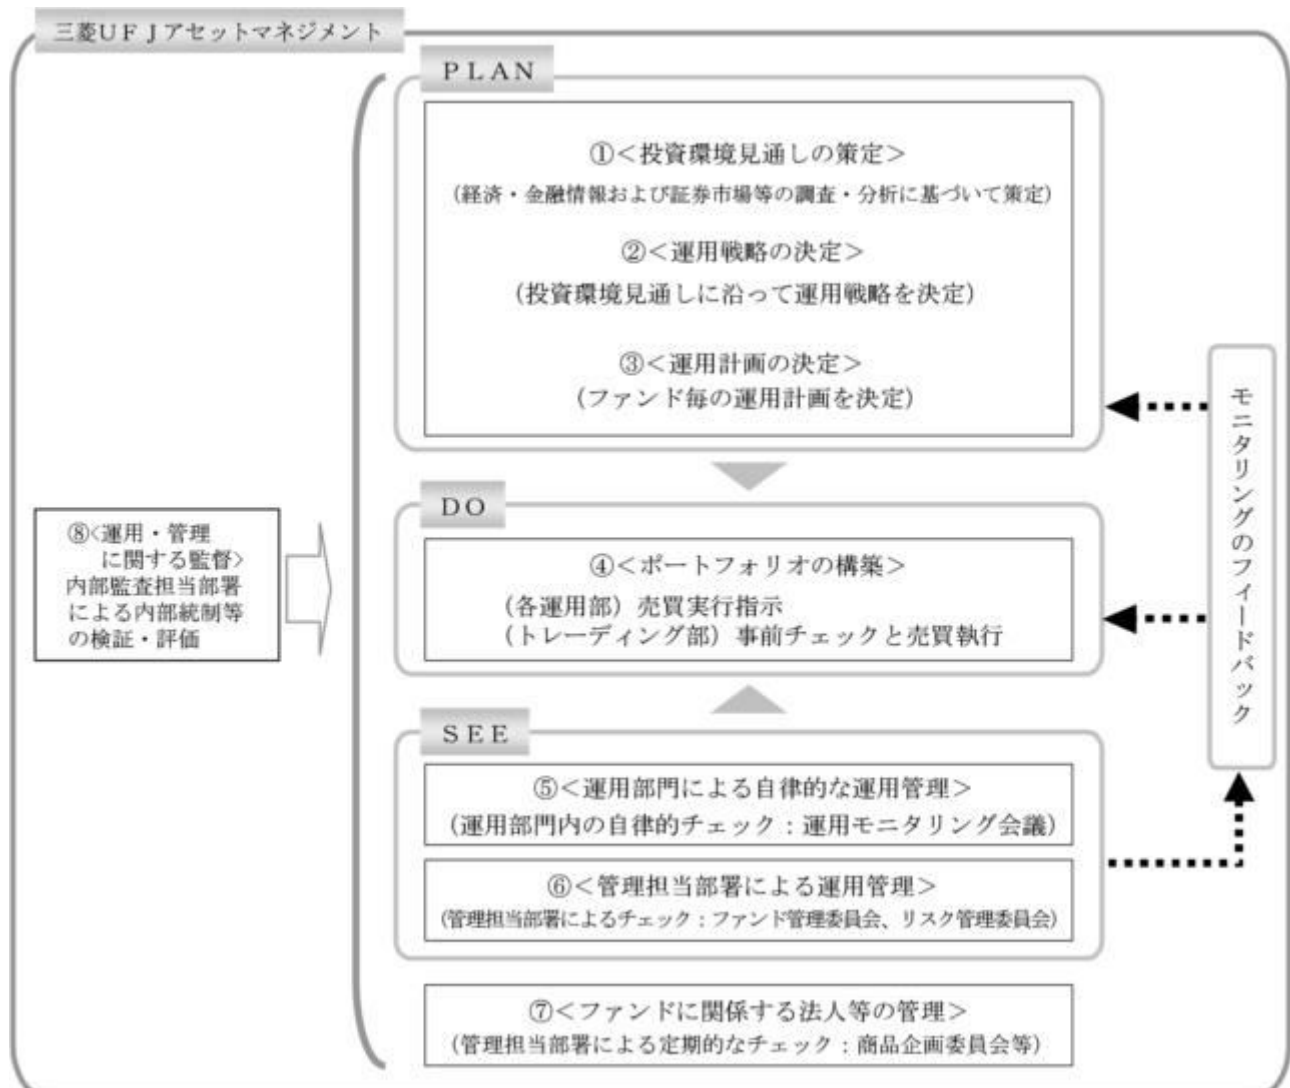 三菱UFJアセットマネジメント
PLAN
①<投資環境見通しの策定>
(経済・金融情報および証券市場等の調査・分析に基づいて策定)
②<運用戦略の決定>
(投資環境見通しに沿って運用戦略を決定)
③<運用計画の決定>
(ファンド毎の運用計画を決定)
DO
④<ポートフォリオの構築>
(各運用部)売買実行指示
(トレーディング部)事前チェックと売買執行
SEE
⑤<運用部門による自律的な運用管理>
(運用部門内の自律的チェック:運用モニタリング会議)
⑥<管理担当部署による運用管理>
(管理担当部署によるチェック:ファンド管理委員会、リスク管理委員会)
⑦<ファンドに関係する法人等の管理>
(管理担当部署による定期的なチェック:商品企画委員会等)
⑧<運用・管理
に関する監督>
内部監査担当部署
による内部統制等
の検証・評価
モニタリングのフィードバック